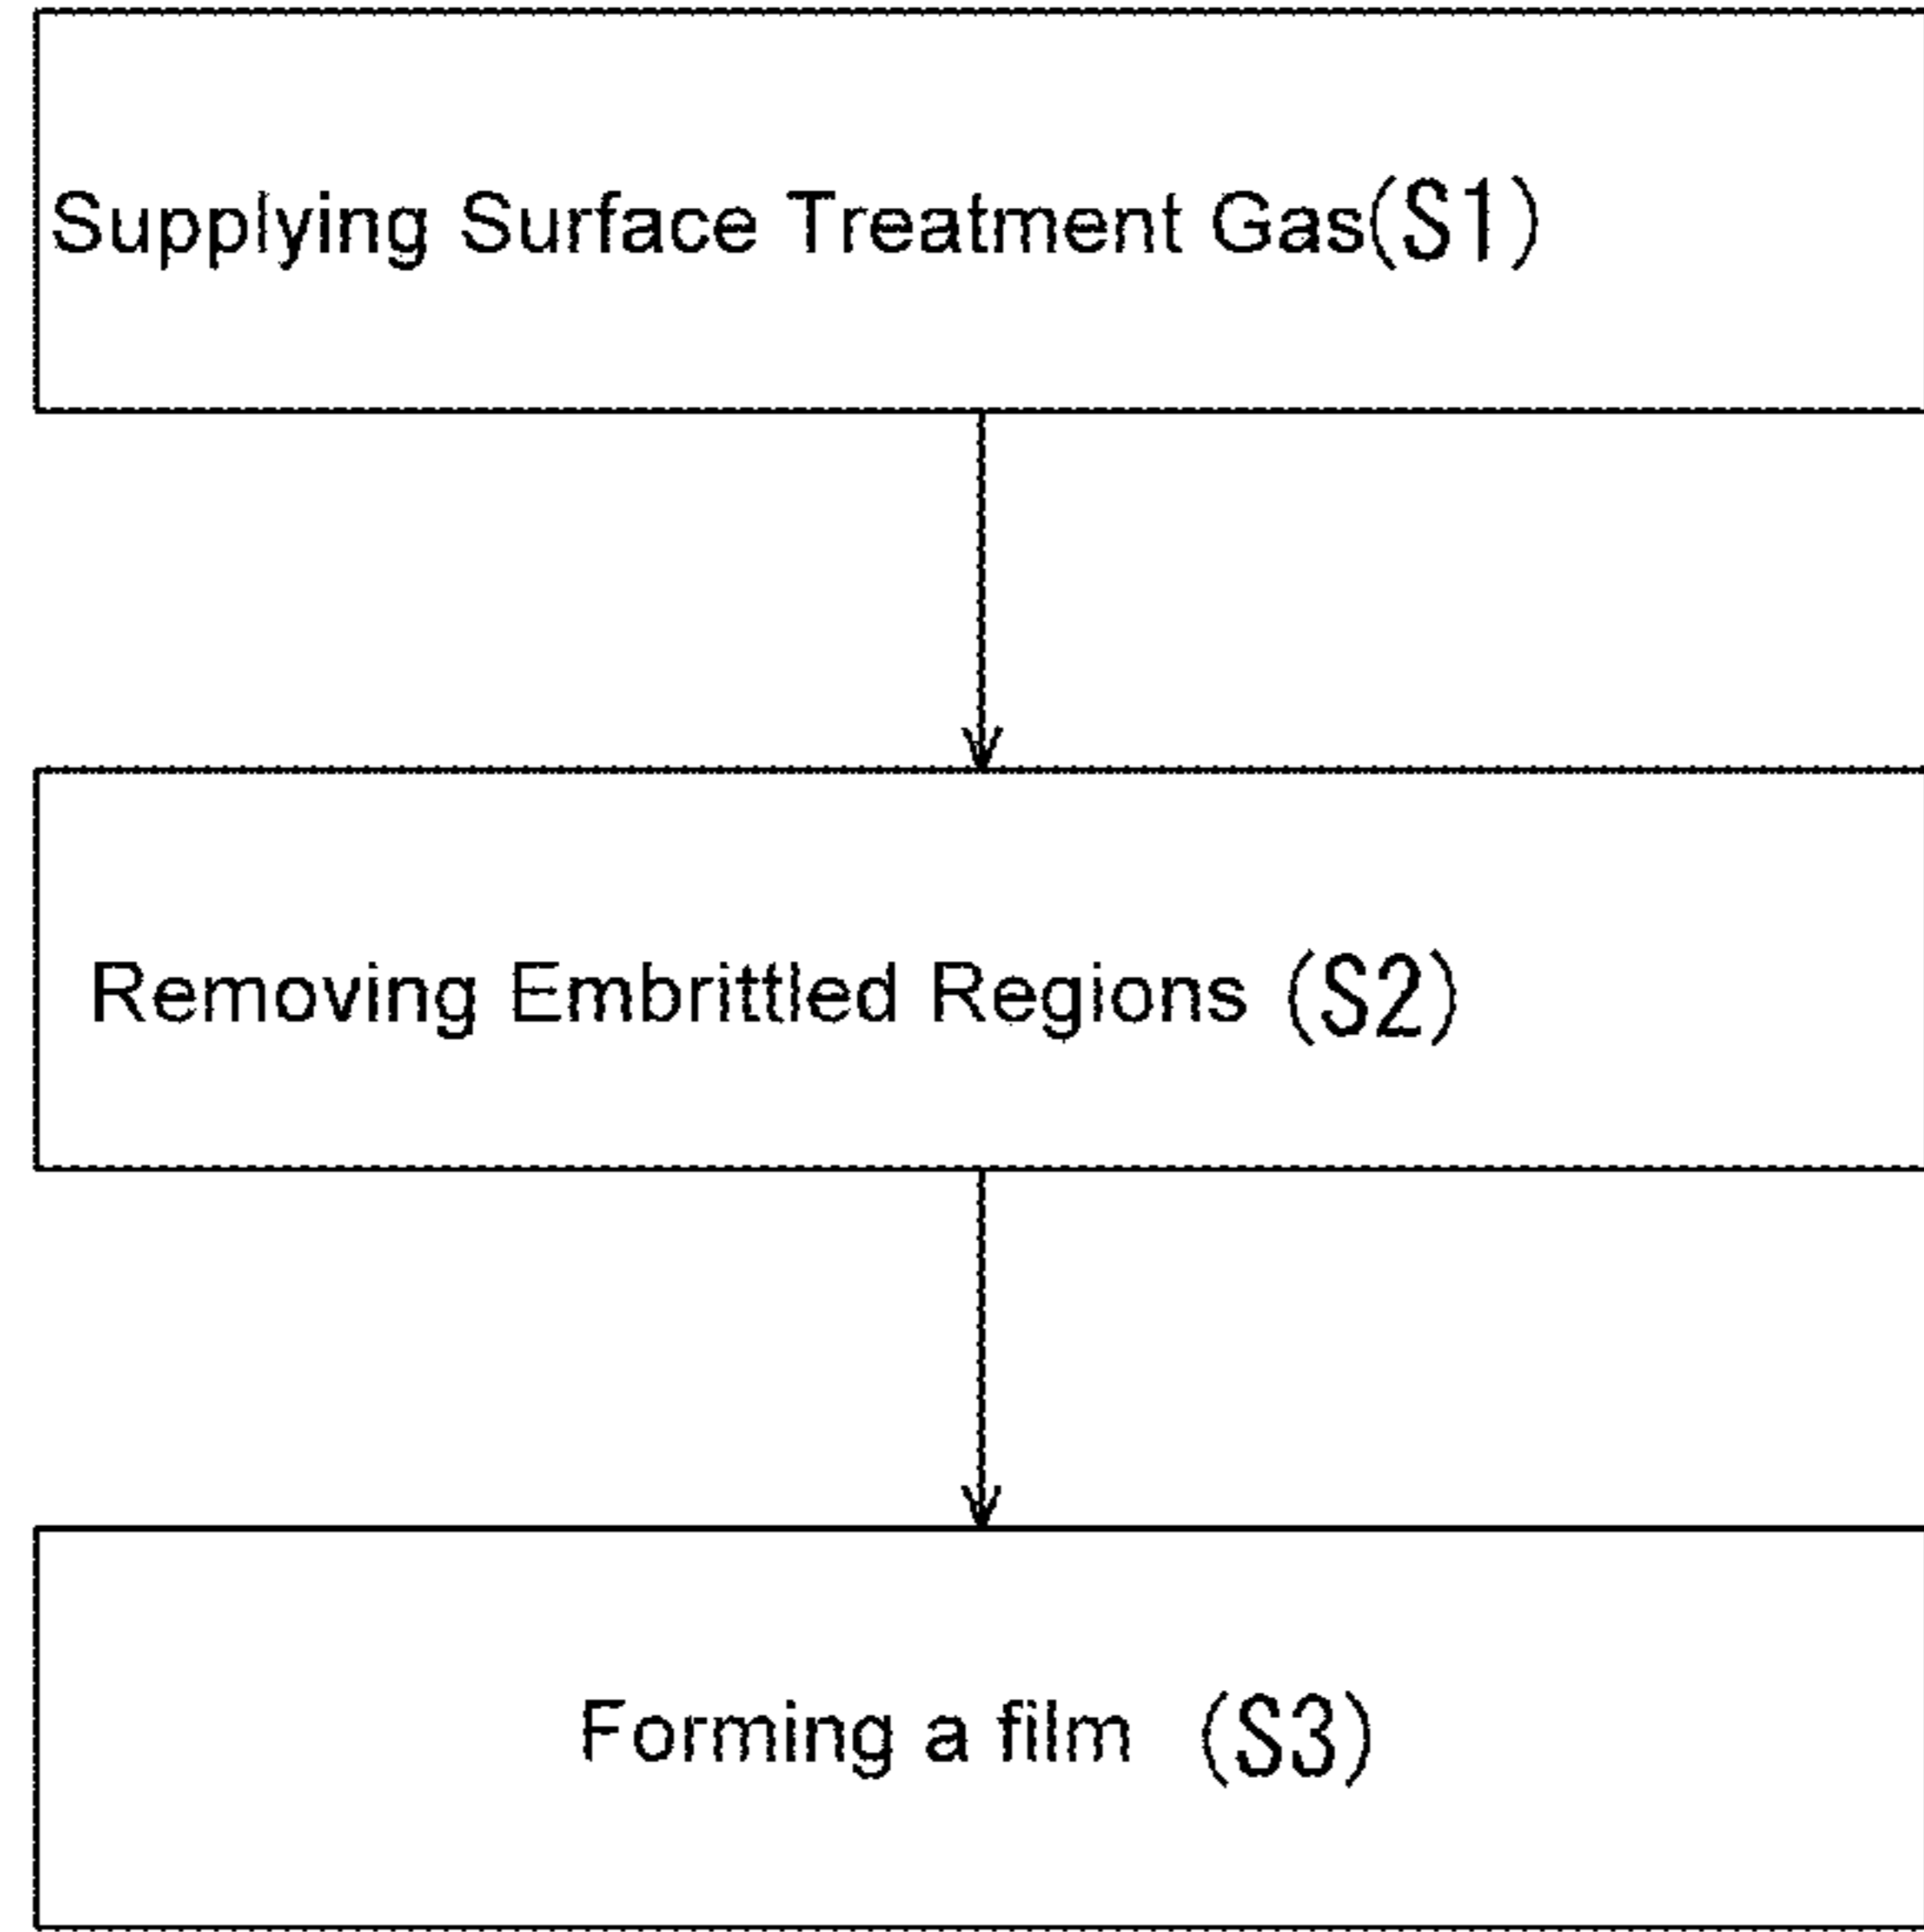 Supplying Surface Treatment Gas(S1)
Removing Embrittled Regions (S2)
Forming a film (S3)